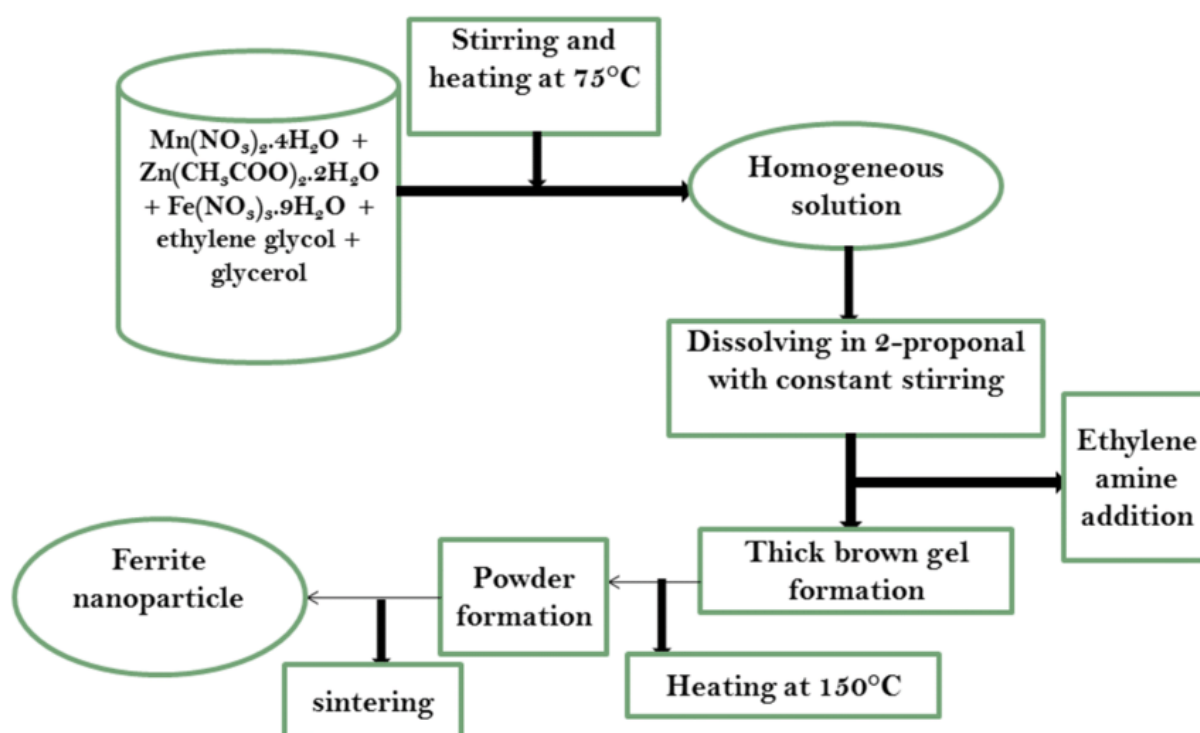 Stirring and
heating at 75°C
Mn(NO₃)₂.4H₂O +
Zn(CH₃COO)₂.2H₂O
+ Fe(NO₃)₃.9H₂O +
ethylene glycol +
glycerol
Homogeneous
solution
Dissolving in 2-proponal
with constant stirring
Ethylene
amine
addition
Thick brown gel
formation
Heating at 150°C
Powder
formation
sintering
Ferrite
nanoparticle